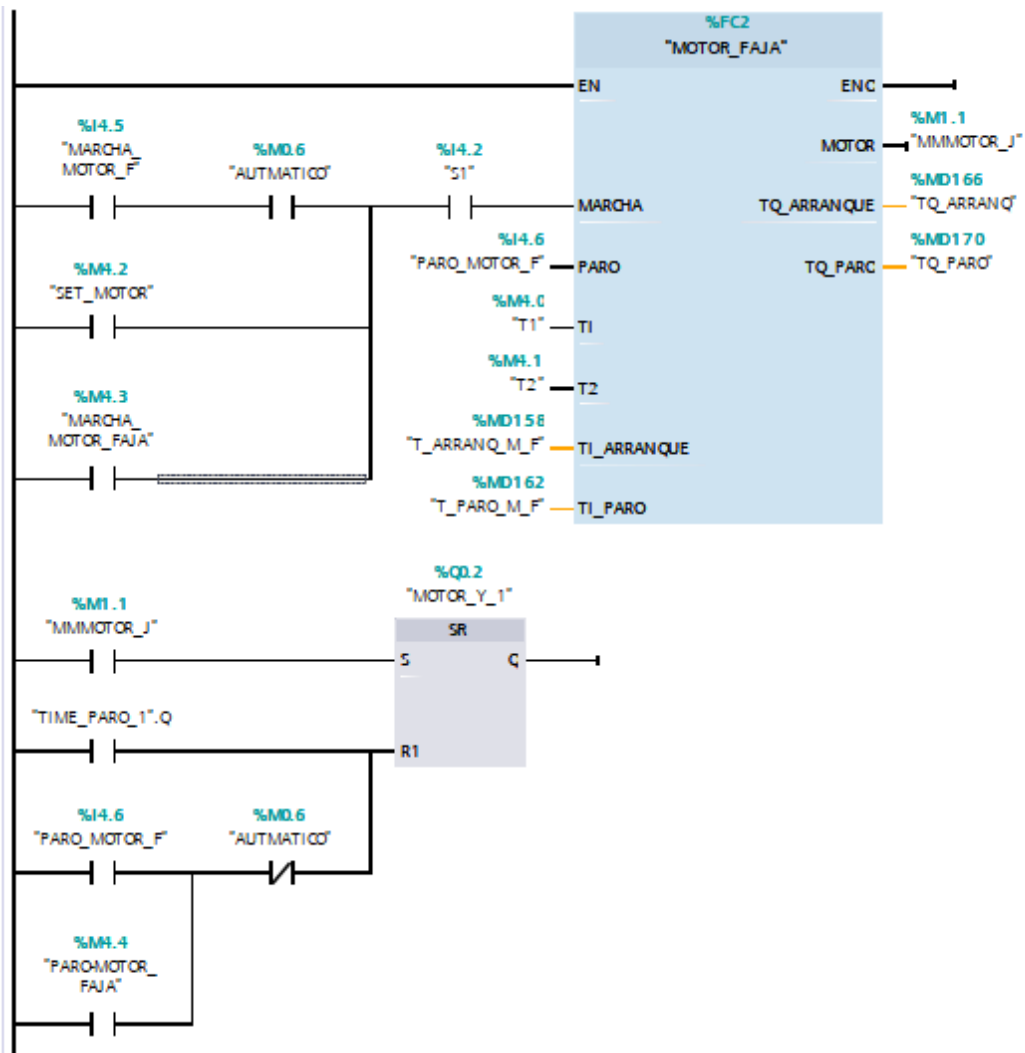 %FC2
"MOTOR_FAJA"
EN
ENO
%I4.5
"MARCHA_
MOTOR_F"
%M0.6
"AUTMATICO"
%I4.2
"S1"
MARCHA
MOTOR
%M1.1
"MMMOTOR_J"
TQ_ARRANQUE
%MD166
"TQ_ARRANQ"
%M4.2
"SET_MOTOR"
%I4.6
"PARO_MOTOR_F"
PARO
TQ_PARO
%MD170
"TQ_PARO"
%M4.0
"T1"
T1
%M4.1
"T2"
T2
%M4.3
"MARCHA_
MOTOR_FAJA"
%MD158
"T_ARRANQ_M_F"
TI_ARRANQUE
%MD162
"T_PARO_M_F"
TI_PARO
%Q0.2
"MOTOR_Y_1"
SR
%M1.1
"MMMOTOR_J"
S
Q
"TIME_PARO_1".Q
R1
%I4.6
"PARO_MOTOR_F"
%M0.6
"AUTMATICO"
%M4.4
"PARO-MOTOR_
FAJA"